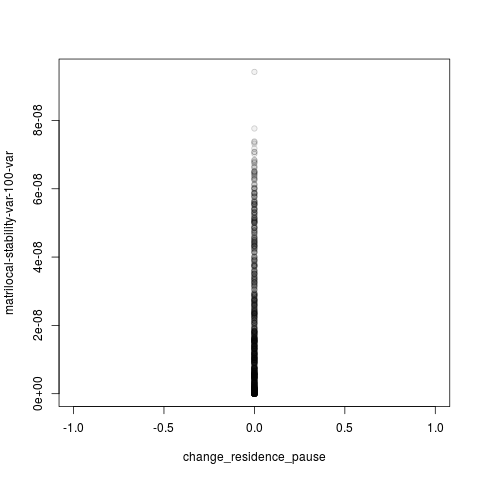 matrilocal-stability-var-100-var
8e-08
6e-08
4e-08
2e-08
0e+00
-1.0 -0.5 0.0 0.5 1.0
change_residence_pause